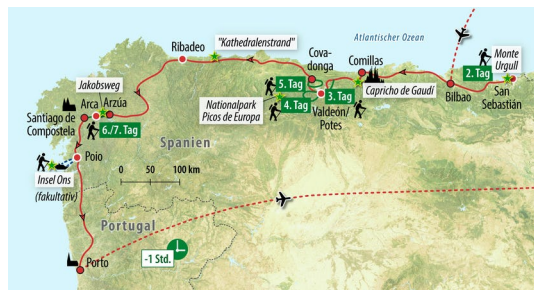 "Kathedralenstrand"
Atlantischer Ozean
Ribadeo
Cova-
donga
Comillas
Monte
Urgull
2. Tag
Jakobsweg
5. Tag
3. Tag
4. Tag
Capricho de Gaudí
Bilbao
San
Sebastián
Arca
Arzúa
Nationalpark
Picos de Europa
Valdeón/
Potes
Santiago de
Compostela
6./7. Tag
Spanien
Poio
0 50 100 km
Insel Ons
(fakultativ)
Portugal
-1 Std.
Porto